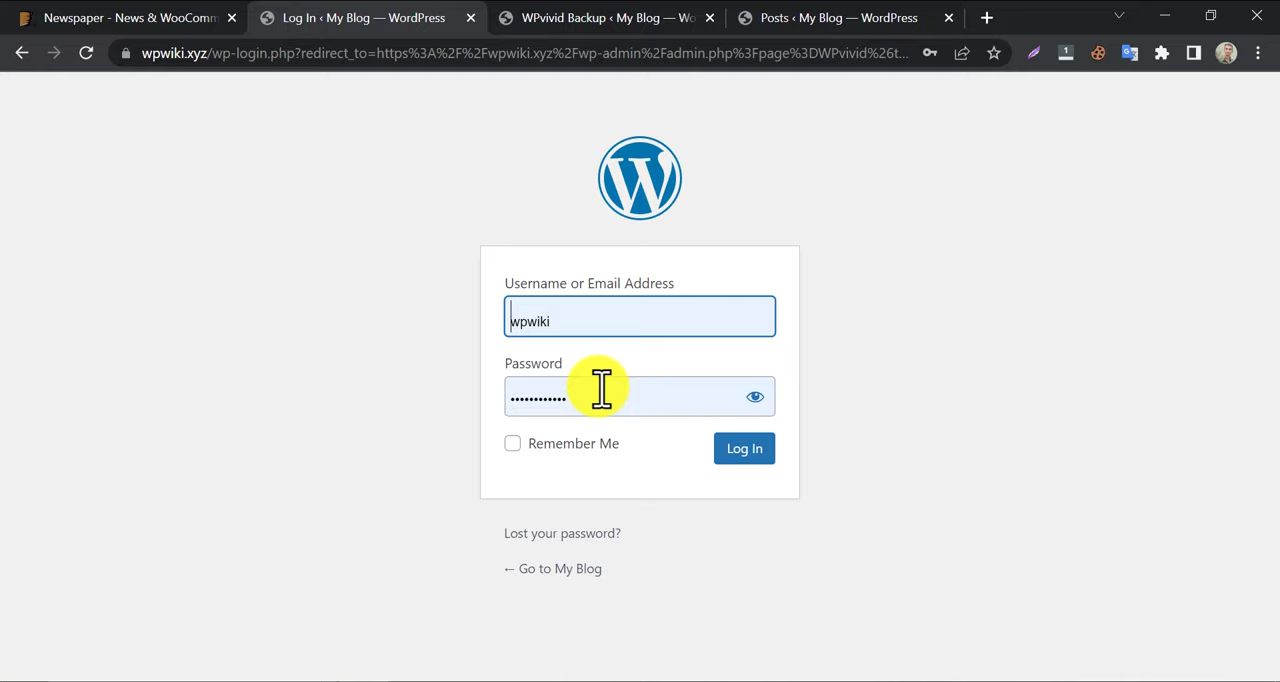 Newspaper - News & WooComm
Log In ‹ My Blog — WordPress
WPvivid Backup ‹ My Blog — Wo
Posts ‹ My Blog — WordPress
wpwiki.xyz/wp-login.php?redirect_to=https%3A%2F%2Fwpwiki.xyz%2Fwp-admin%2Fadmin.php%3Fpage%3DWPvivid%26t...
1
Username or Email Address
wpwiki
Password
••••••••••••
Remember Me
Log In
Lost your password?
← Go to My Blog